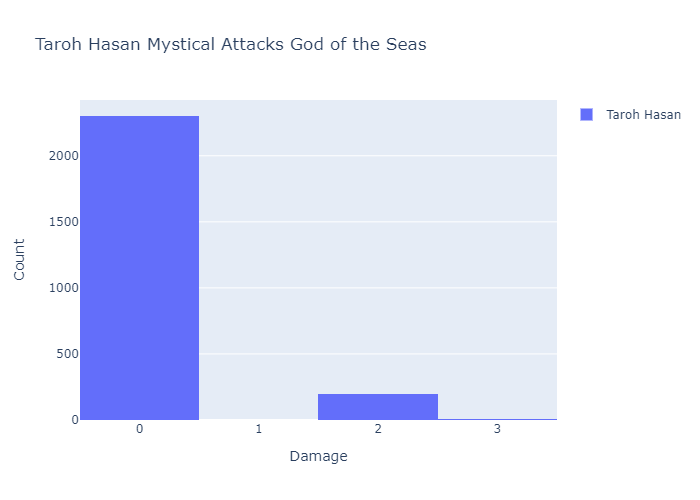 Taroh Hasan Mystical Attacks God of the Seas
Taroh Hasan
Count
2000
1500
1000
500
0
0 1 2 3
Damage